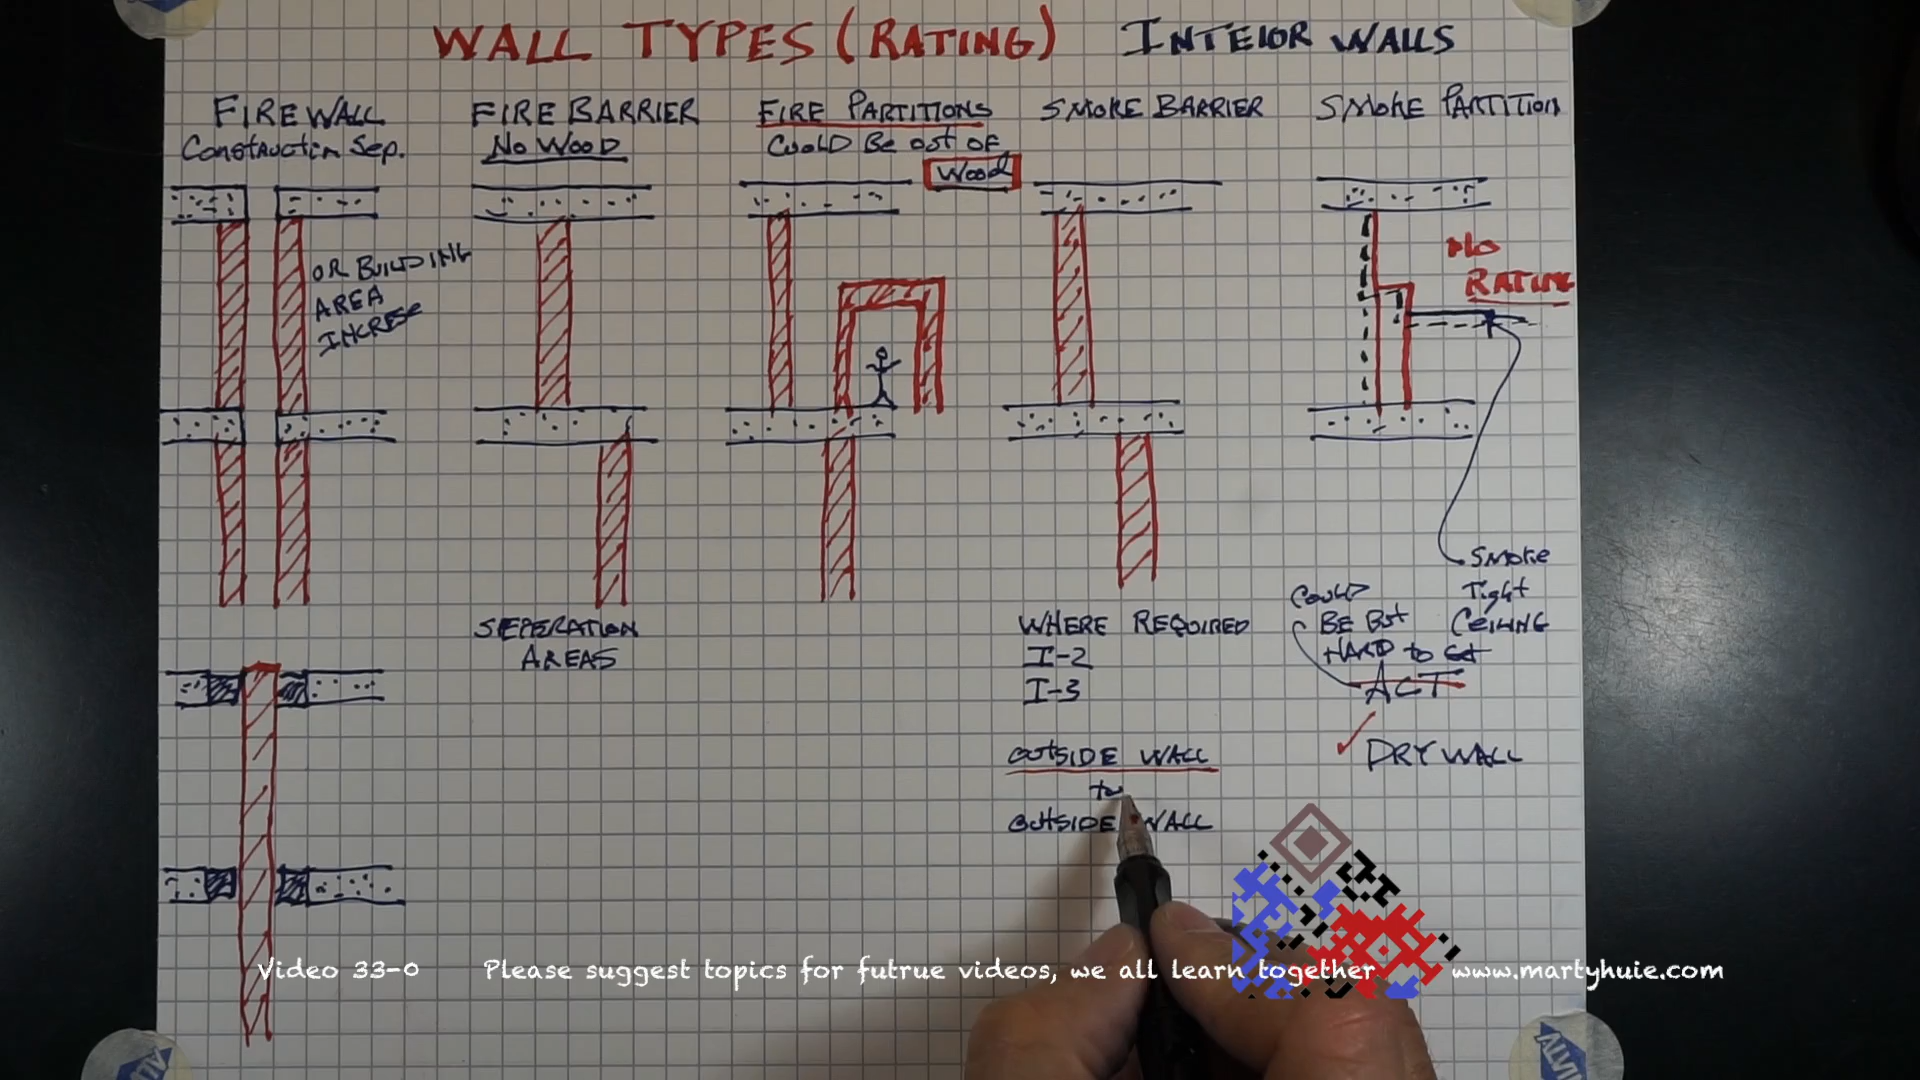 WALL TYPES (RATING) INTEIOR WALLS
FIRE WALL
Construction Sep.
OR BUILDING
AREA
INCRESE
FIRE BARRIER
No Wood
SEPERATION
AREAS
FIRE PARTITIONS
Could Be out of
Wood
SMOKE BARRIER
WHERE REQUIRED
I-2
I-3
OUTSIDE WALL
to
OUTSIDE WALL
SMOKE PARTITION
NO
RATING
Smoke
Tight
CEILING
Could
BE But
HARD to Get
ACT
DRYWALL
Video 33-0 Please suggest topics for futrue videos, we all learn together www.martyhuie.com
ALVIN